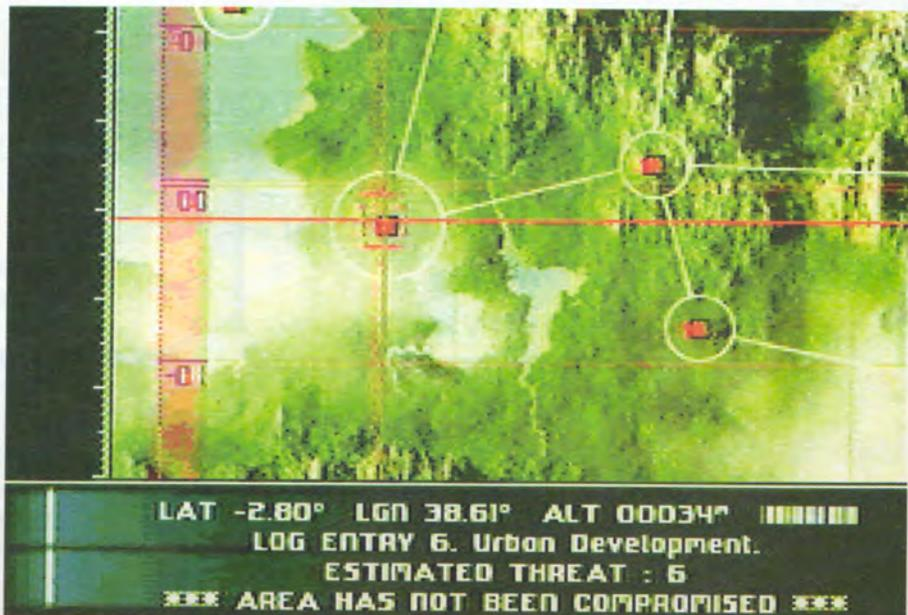 LAT -2.80° LGN 38.61° ALT 00034m
LOG ENTRY 6. Urban Development.
ESTIMATED THREAT : 6
*** AREA HAS NOT BEEN COMPROMISED ***